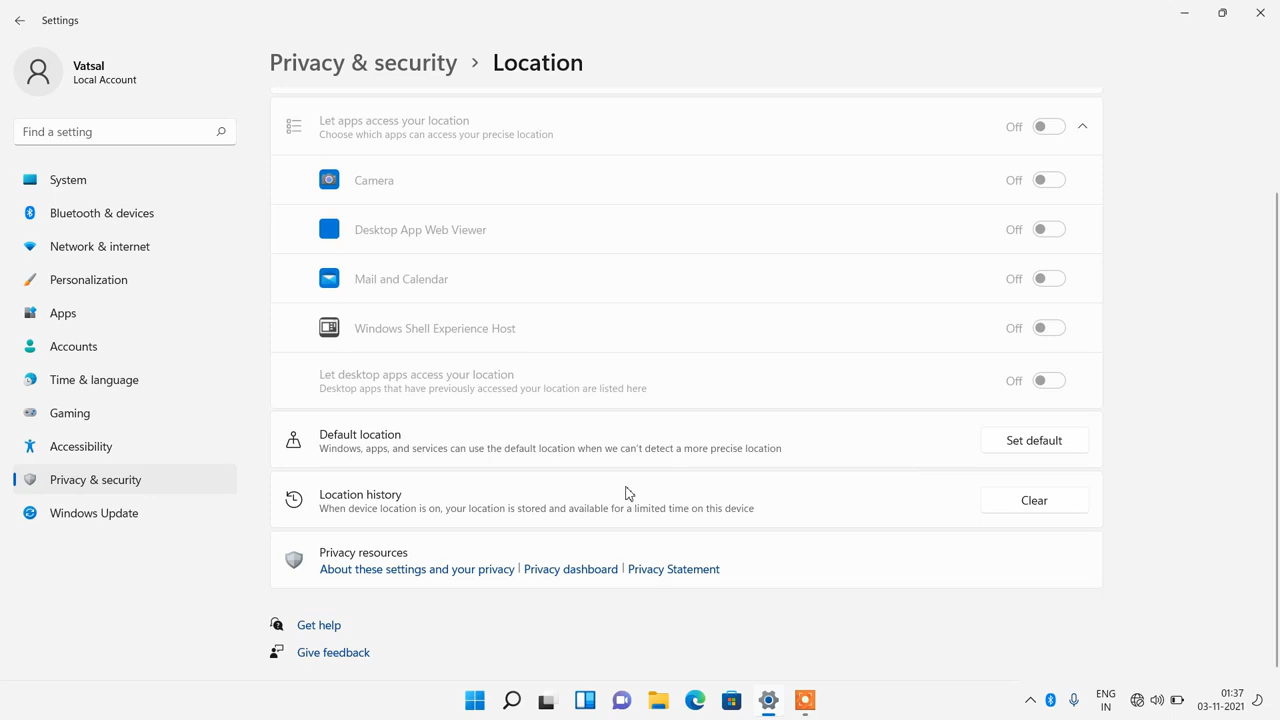 Settings
Vatsal
Local Account
Find a setting
System
Bluetooth & devices
Network & internet
Personalization
Apps
Accounts
Time & language
Gaming
Accessibility
Privacy & security
Windows Update
Privacy & security › Location
Let apps access your location
Choose which apps can access your precise location
Off
Camera
Off
Desktop App Web Viewer
Off
Mail and Calendar
Off
Windows Shell Experience Host
Off
Let desktop apps access your location
Desktop apps that have previously accessed your location are listed here
Off
Default location
Windows, apps, and services can use the default location when we can't detect a more precise location
Set default
Location history
When device location is on, your location is stored and available for a limited time on this device
Clear
Privacy resources
About these settings and your privacy | Privacy dashboard | Privacy Statement
Get help
Give feedback
ENG
IN
01:37
03-11-2021